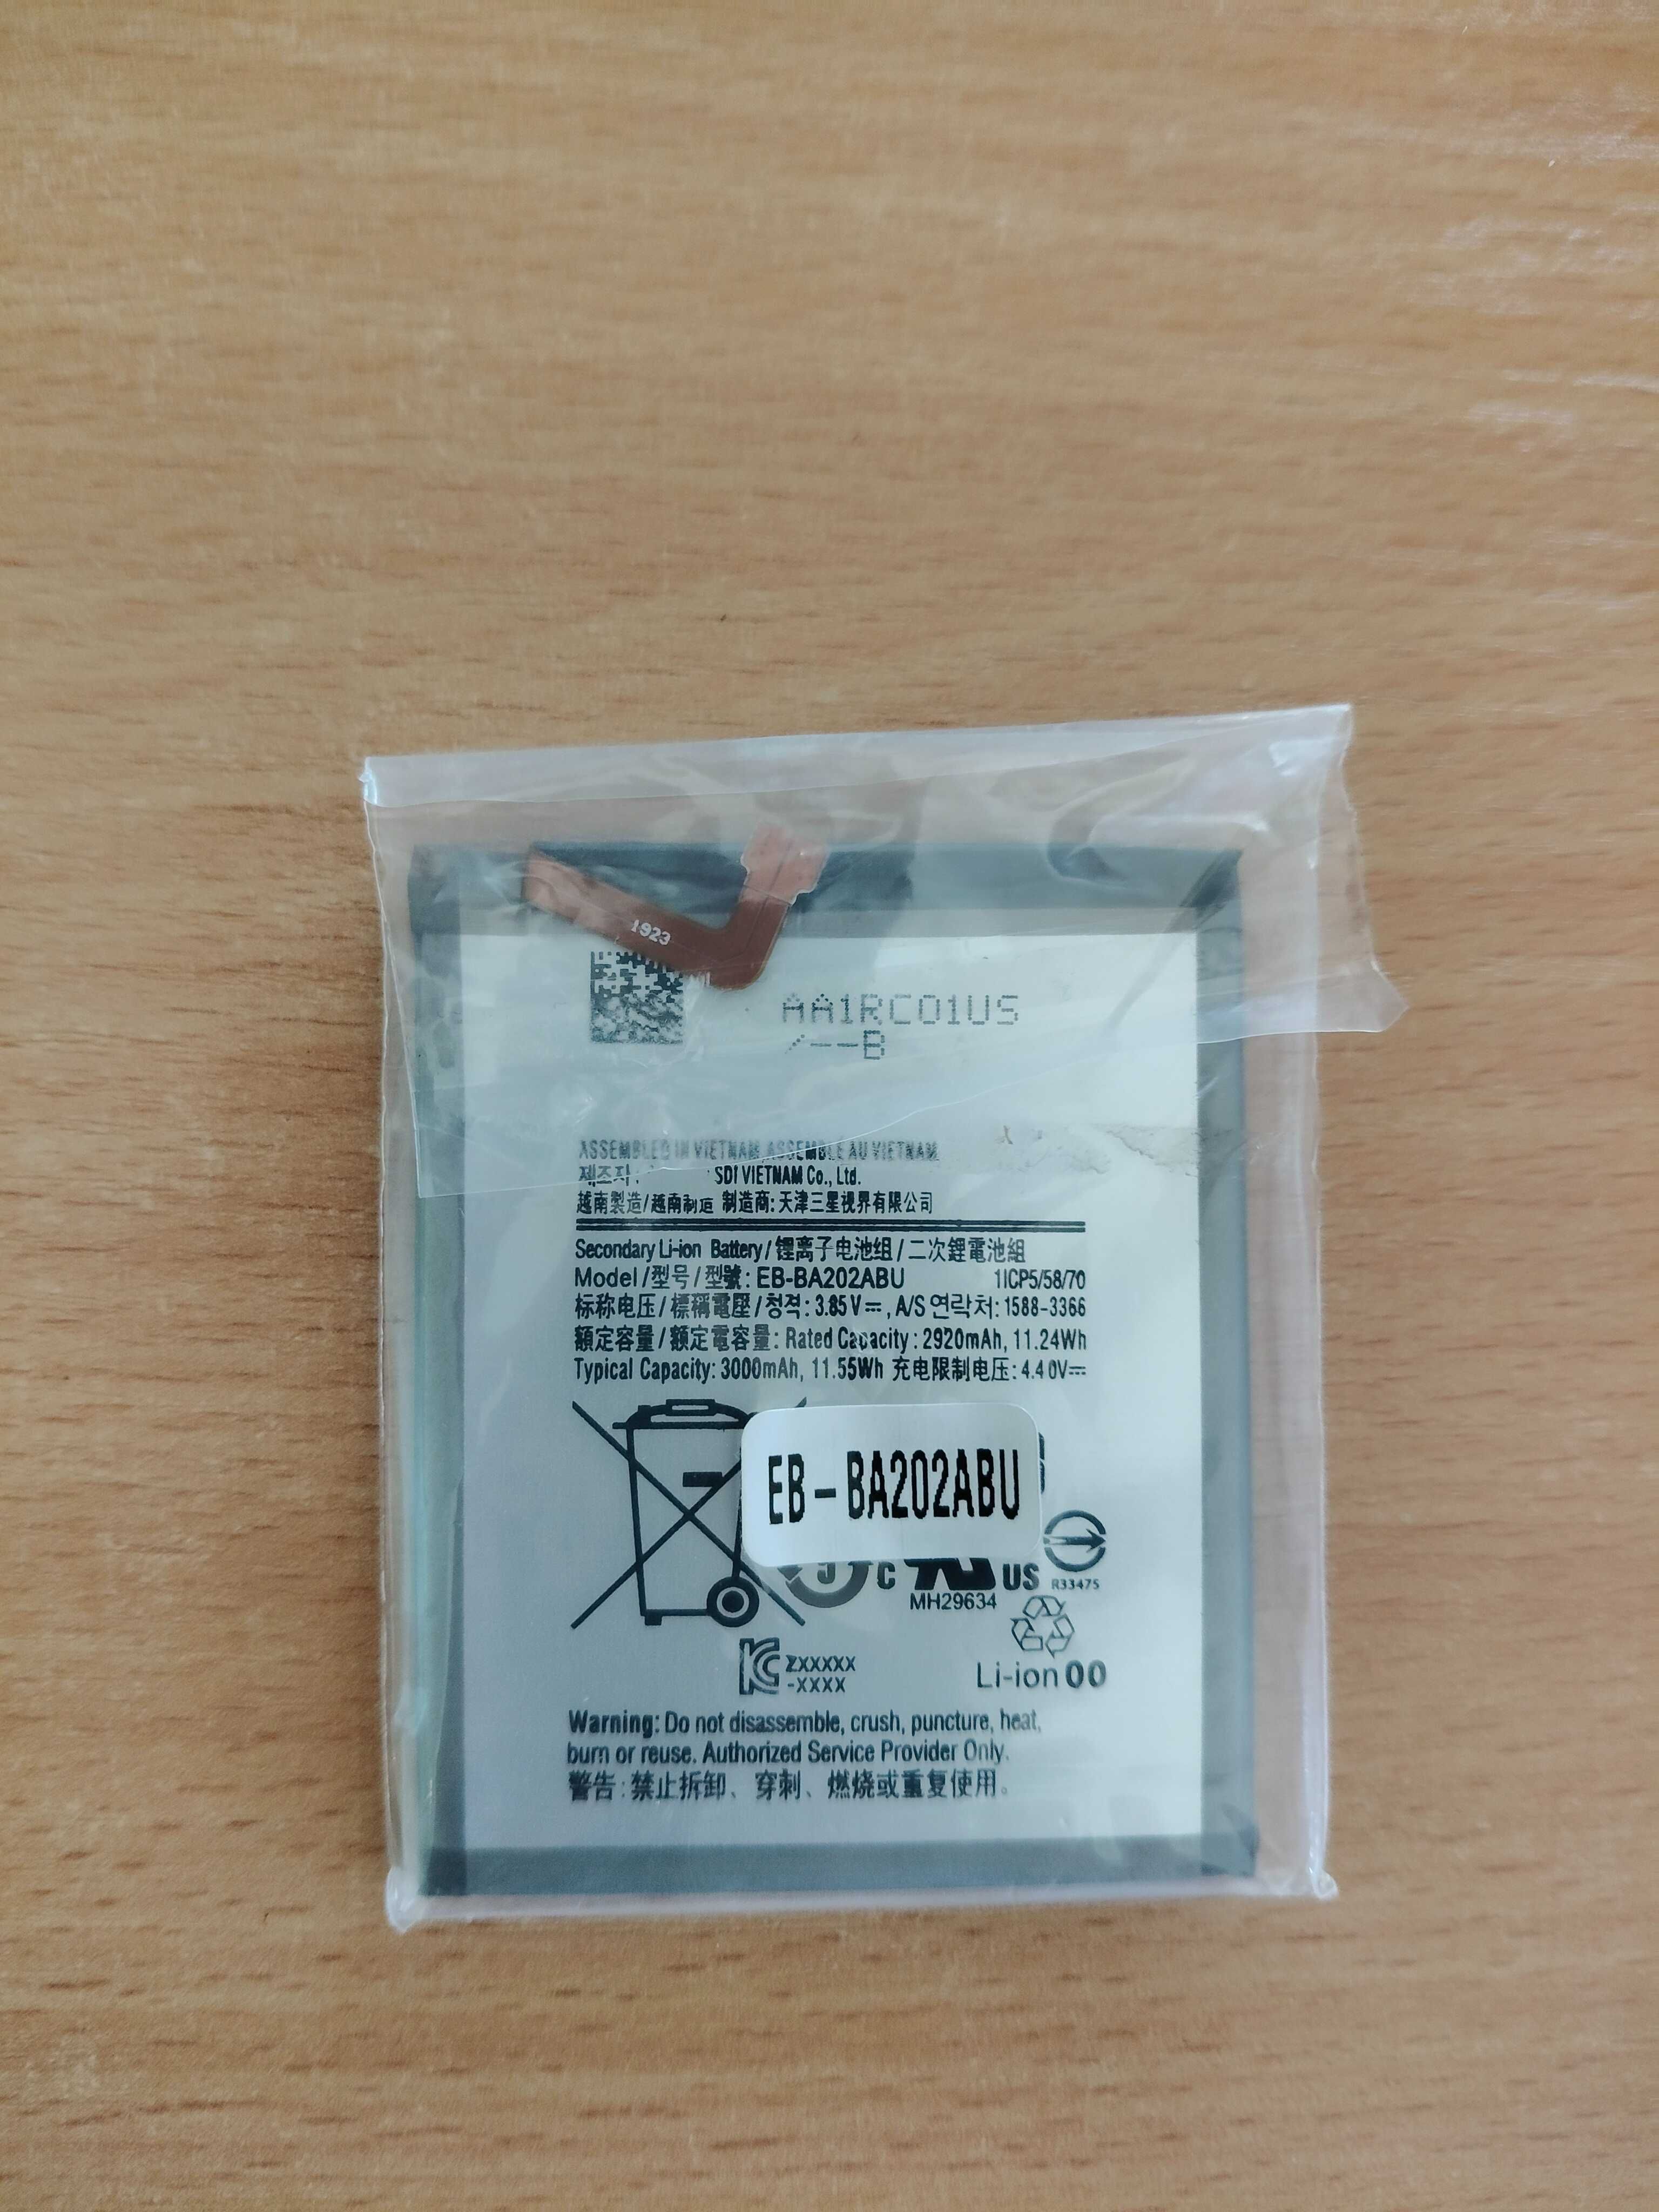 1923
AA1RC01US
/--B
ASSEMBLED IN VIETNAM, ASSEMBLÉ AU VIETNAM
제조자: SDI VIETNAM Co., Ltd.
越南製造/越南制造 制造商:天津三星视界有限公司
Secondary Li-ion Battery/锂离子电池组/二次鋰電池組
Model/型号/型號: EB-BA202ABU 1ICP5/58/70
标称电压/標稱電壓/정격: 3.85V⎓, A/S 연락처: 1588-3366
額定容量/额定電容量: Rated Capacity: 2920mAh, 11.24Wh
Typical Capacity: 3000mAh, 11.55Wh 充电限制电压: 4.40V⎓
EB-BA202ABU
C US
R33475
MH29634
KC ZXXXXX
-XXXX
Li-ion 00
Warning: Do not disassemble, crush, puncture, heat,
burn or reuse. Authorized Service Provider Only.
警告:禁止拆卸、穿刺、燃烧或重复使用。